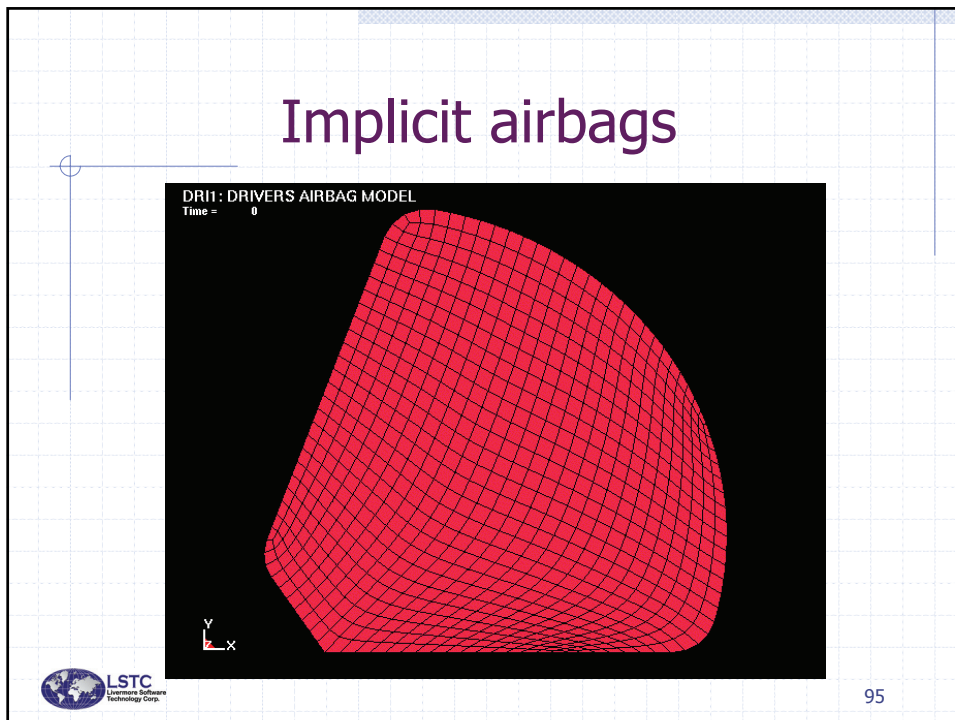 Implicit airbags
DRI1: DRIVERS AIRBAG MODEL
Time = 0
Y
Z X
LSTC
Livermore Software
Technology Corp.
95